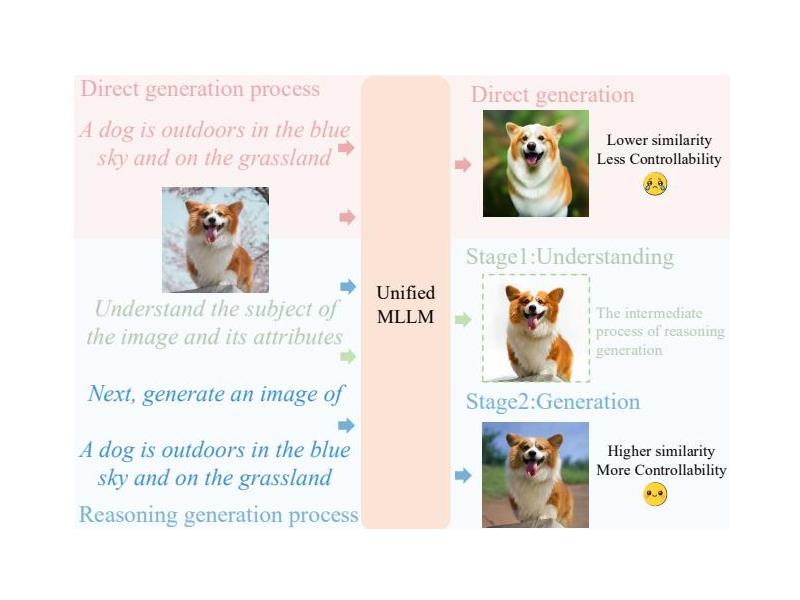 Direct generation process
A dog is outdoors in the blue
sky and on the grassland
Understand the subject of
the image and its attributes
Next, generate an image of
A dog is outdoors in the blue
sky and on the grassland
Reasoning generation process
Unified
MLLM
Direct generation
Lower similarity
Less Controllability
Stage1:Understanding
The intermediate
process of reasoning
generation
Stage2:Generation
Higher similarity
More Controllability